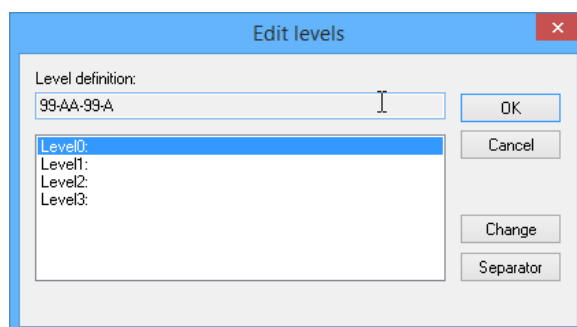 Edit levels
Level definition:
99-AA-99-A
OK
Level0:
Cancel
Level1:
Level2:
Level3:
Change
Separator